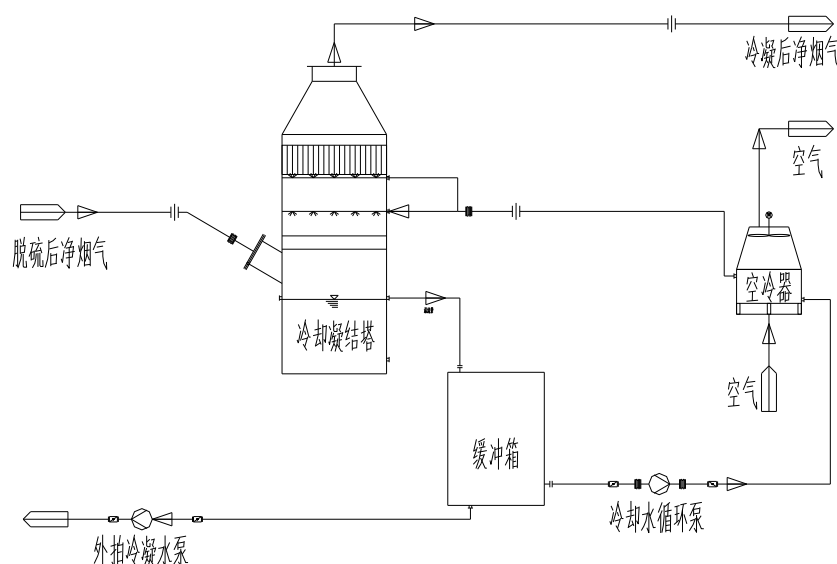 冷凝后净烟气
空气
脱硫后净烟气
空冷器
冷却凝结塔
空气
缓冲箱
冷却水循环泵
外拍冷凝水泵